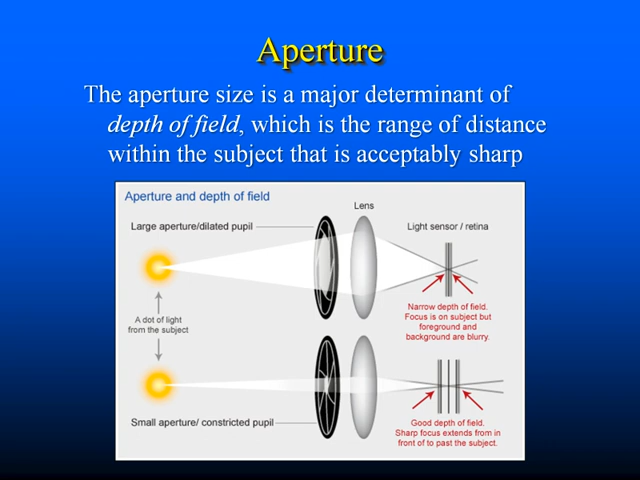 Aperture
The aperture size is a major determinant of
depth of field, which is the range of distance
within the subject that is acceptably sharp
Aperture and depth of field
Lens
Large aperture/dilated pupil
Light sensor / retina
A dot of light
from the subject
Narrow depth of field.
Focus is on subject but
foreground and
background are blurry.
Small aperture/ constricted pupil
Good depth of field.
Sharp focus extends from in
front of to past the subject.